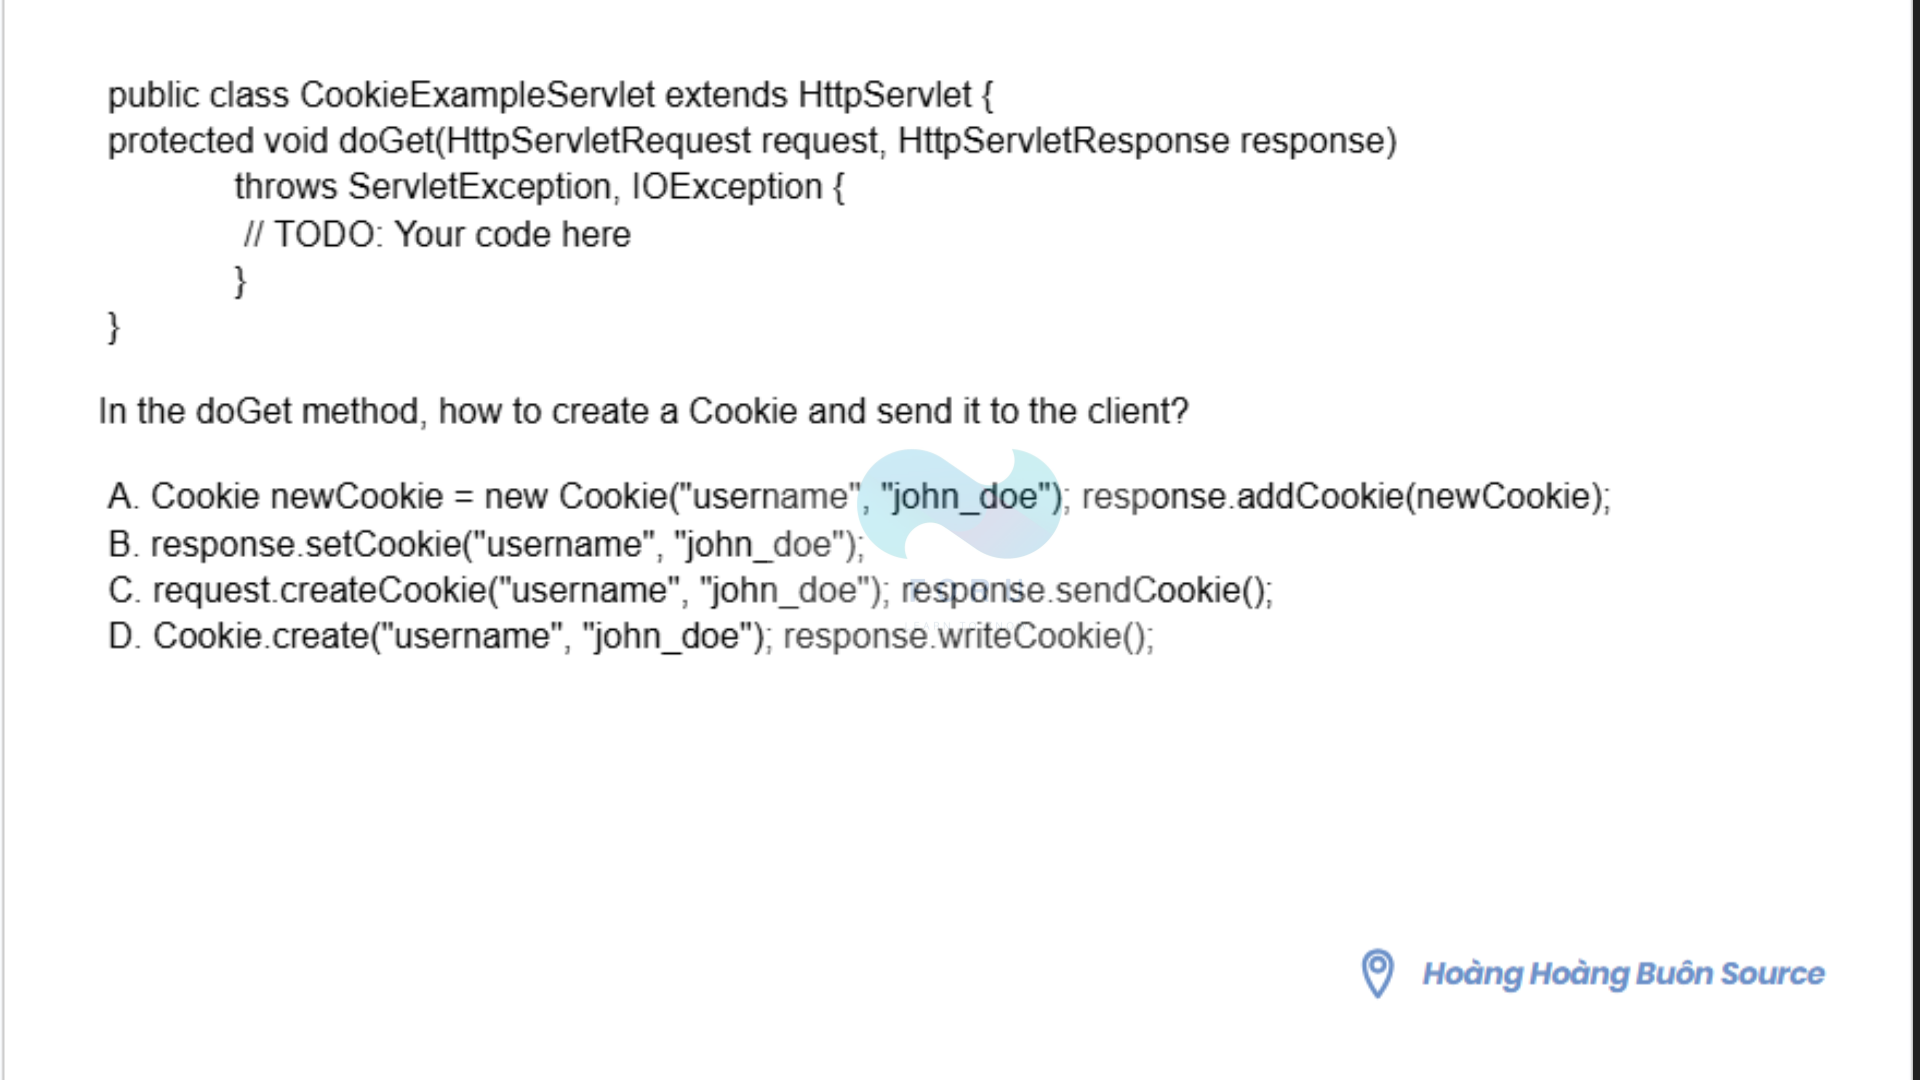 public class CookieExampleServlet extends HttpServlet {
protected void doGet(HttpServletRequest request, HttpServletResponse response)
throws ServletException, IOException {
// TODO: Your code here
}
}
In the doGet method, how to create a Cookie and send it to the client?
A. Cookie newCookie = new Cookie("username", "john_doe"); response.addCookie(newCookie);
B. response.setCookie("username", "john_doe");
C. request.createCookie("username", "john_doe"); response.sendCookie();
D. Cookie.create("username", "john_doe"); response.writeCookie();
Hoàng Hoàng Buôn Source